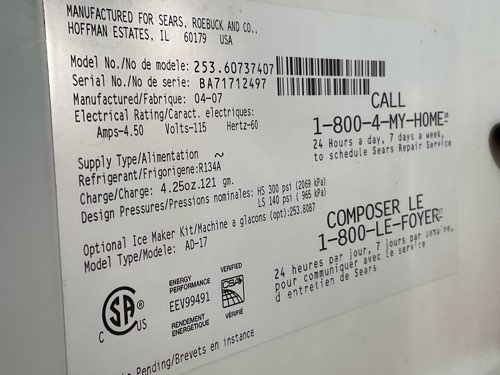 MANUFACTURED FOR SEARS, ROEBUCK AND CO.,
HOFFMAN ESTATES, IL 60179 USA
Model No./No de modele: 253.60737407
Serial No./No de serie: BA71712497
Manufactured/Fabrique: 04-07
Electrical Rating/Caract. electriques:
Amps-4.50 Volts-115 Hertz-60
Supply Type/Alimentation ~
Refrigerant/Frigorigene:R134A
Charge/Charge: 4.25oz.121 gm.
Design Pressures/Pressions nominales: HS 300 psi (2069 kPa)
LS 140 psi ( 965 kPa)
Optional Ice Maker Kit/Machine a glacons (opt):253.8087
Model Type/Modele: AD-17
CALL
1-800-4-MY-HOME
24 Hours a day, 7 days a week,
to schedule Sears Repair Service
COMPOSER LE
1-800-LE-FOYER
24 heures par jour, 7 jours par semaine,
pour communiquer avec le service
d entretien de Sears
C SA ® US
ENERGY
PERFORMANCE
EEV99491
RENDEMENT
ENERGETIQUE
VERIFIED
CSA
VÉRIFIÉ
Pending/Brevets en instance